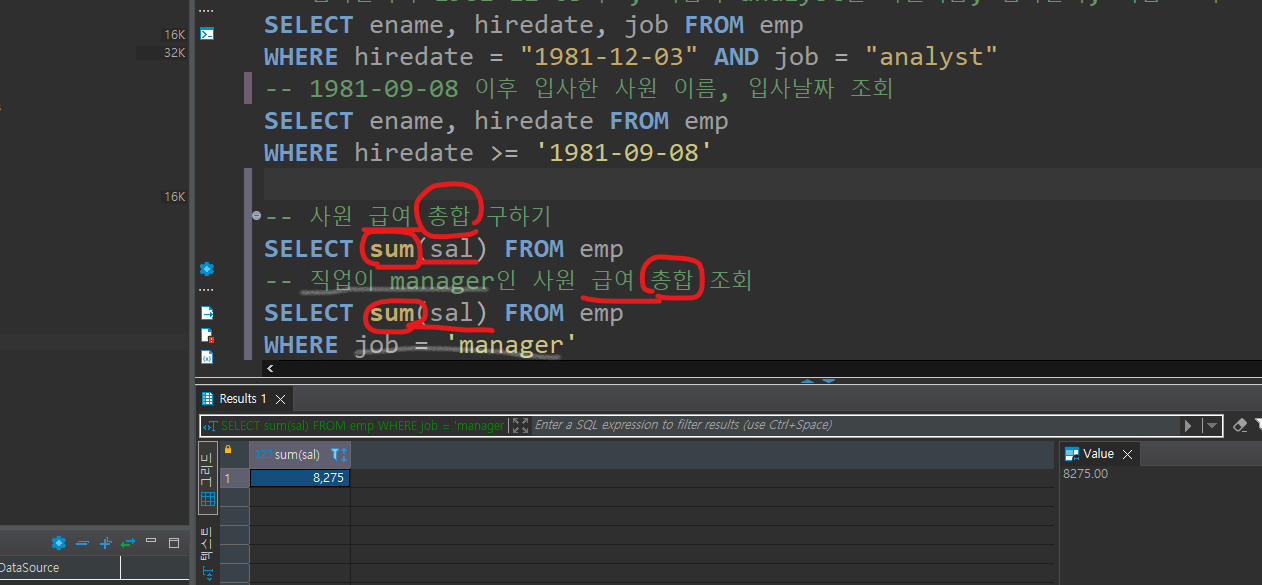 SELECT ename, hiredate, job FROM emp
16K
32K
WHERE hiredate = "1981-12-03" AND job = "analyst"
-- 1981-09-08 이후 입사한 사원 이름, 입사날짜 조회
SELECT ename, hiredate FROM emp
WHERE hiredate >= '1981-09-08'
16K
-- 사원 급여 총합 구하기
SELECT sum(sal) FROM emp
-- 직업이 manager인 사원 급여 총합 조회
SELECT sum(sal) FROM emp
WHERE job = 'manager'
Results 1
SELECT sum(sal) FROM emp WHERE job = 'manager
Enter a SQL expression to filter results (use Ctrl+Space)
그리드
123 sum(sal)
Value
1
8,275
8275.00
텍스트
DataSource